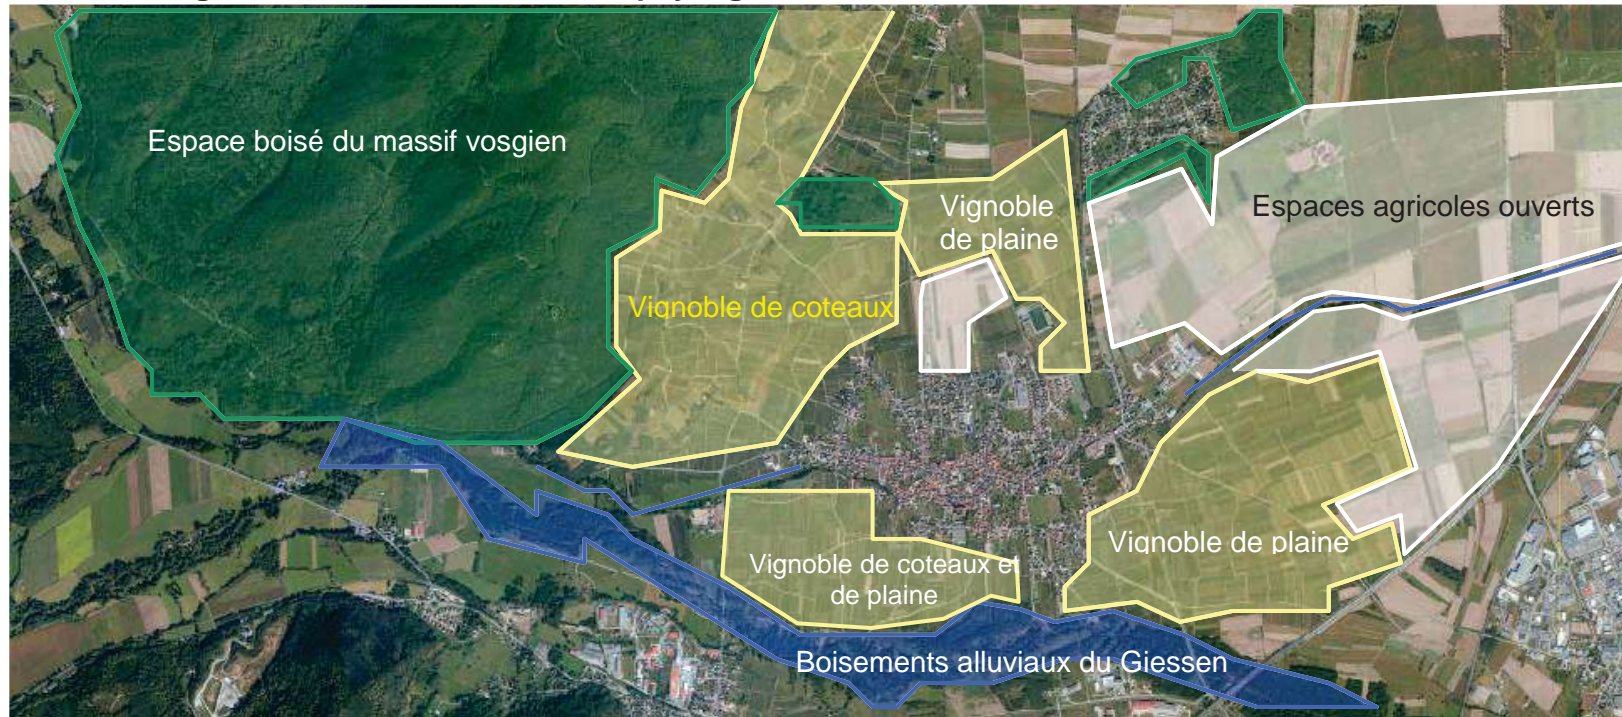 Espace boisé du massif vosgien
Vignoble
de plaine
Espaces agricoles ouverts
Vignoble de coteaux
Vignoble de plaine
Vignoble de coteaux et
de plaine
Boisements alluviaux du Giessen